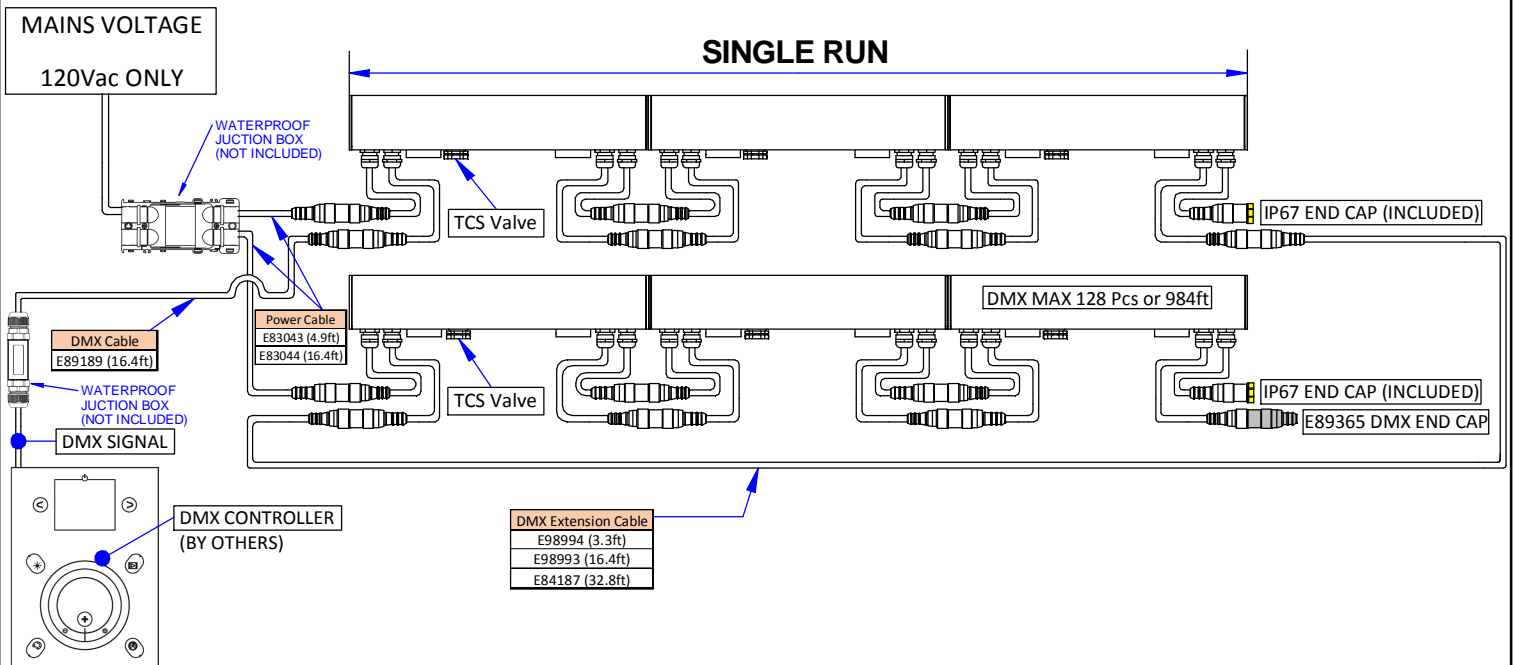 MAINS VOLTAGE
120Vac ONLY
SINGLE RUN
WATERPROOF
JUCTION BOX
(NOT INCLUDED)
TCS Valve
IP67 END CAP (INCLUDED)
DMX MAX 128 Pcs or 984ft
DMX Cable
E89189 (16.4ft)
Power Cable
E83043 (4.9ft)
E83044 (16.4ft)
WATERPROOF
JUCTION BOX
(NOT INCLUDED)
TCS Valve
IP67 END CAP (INCLUDED)
E89365 DMX END CAP
DMX SIGNAL
DMX CONTROLLER
(BY OTHERS)
DMX Extension Cable
E98994 (3.3ft)
E98993 (16.4ft)
E84187 (32.8ft)